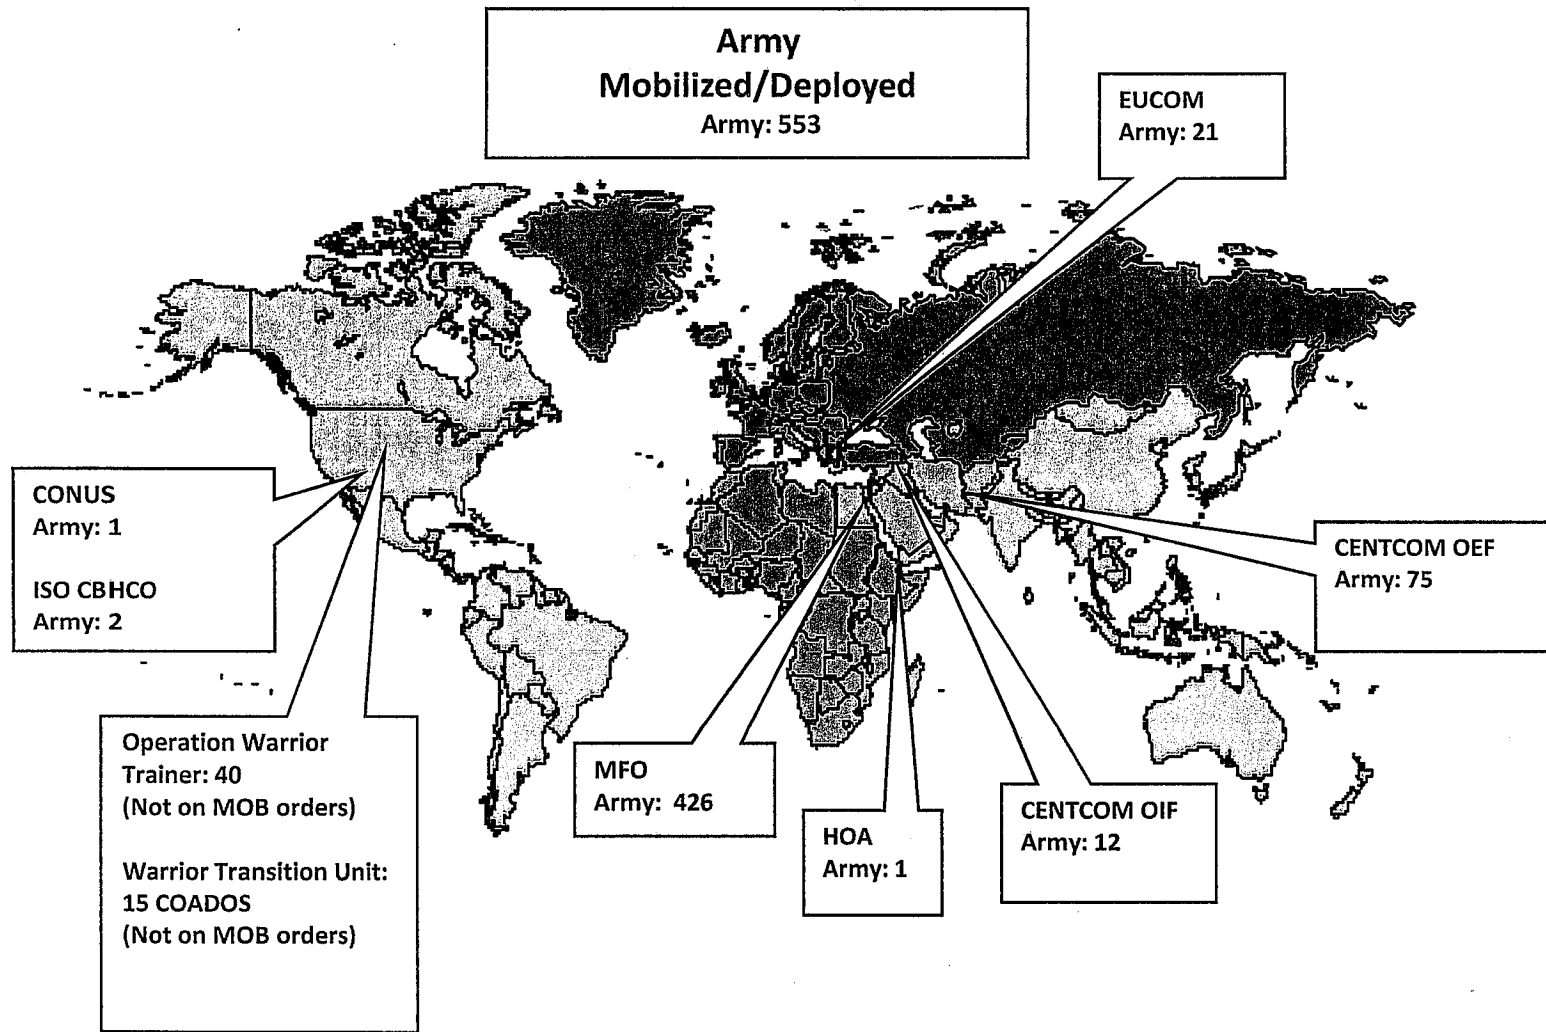 Army
Mobilized/Deployed
Army: 553
EUCOM
Army: 21
CONUS
Army: 1
ISO CBHCO
Army: 2
CENTCOM OEF
Army: 75
Operation Warrior
Trainer: 40
(Not on MOB orders)
Warrior Transition Unit:
15 COADOS
(Not on MOB orders)
MFO
Army: 426
HOA
Army: 1
CENTCOM OIF
Army: 12